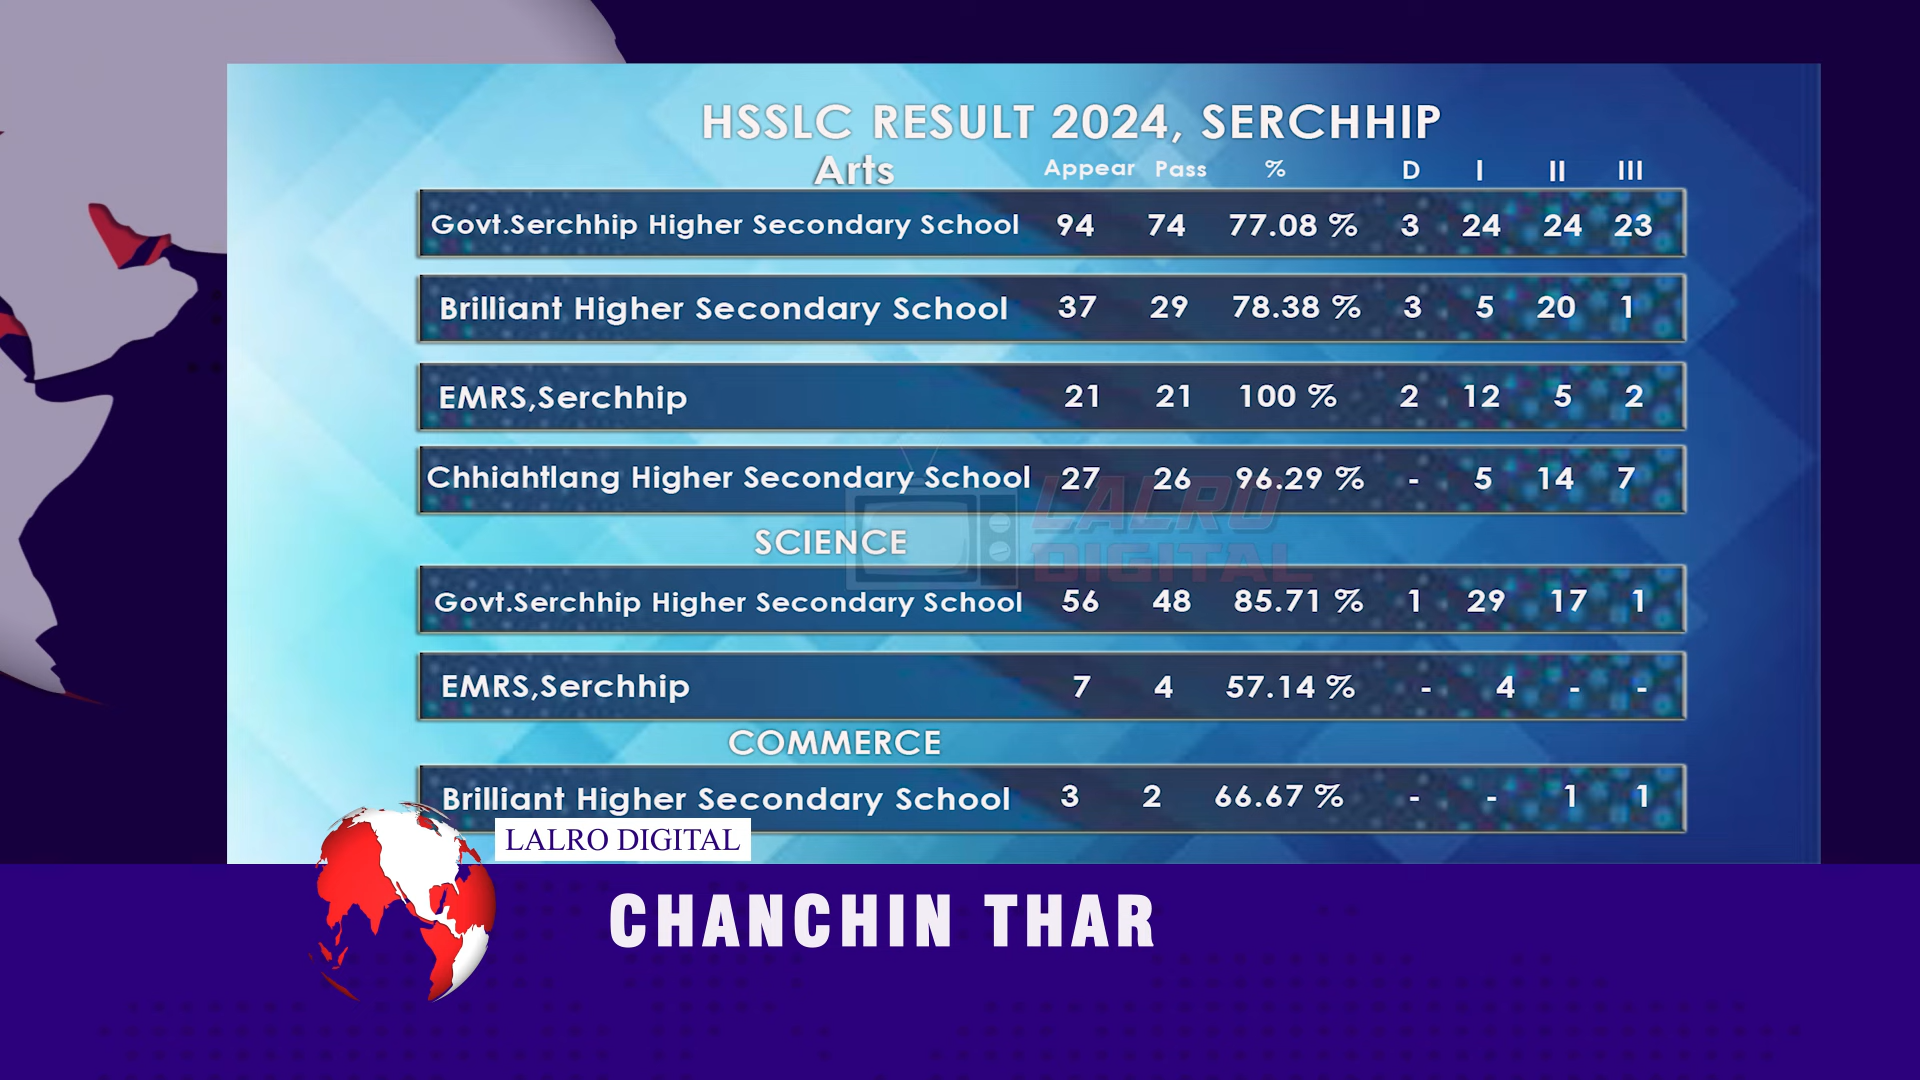 HSSLC RESULT 2024, SERCHHIP
Arts Appear Pass % D I II III
Govt.Serchhip Higher Secondary School 94 74 77.08 % 3 24 24 23
Brilliant Higher Secondary School 37 29 78.38 % 3 5 20 1
EMRS,Serchhip 21 21 100 % 2 12 5 2
Chhiahtlang Higher Secondary School 27 26 96.29 % - 5 14 7
LALRO
DIGITAL
SCIENCE
Govt.Serchhip Higher Secondary School 56 48 85.71 % 1 29 17 1
EMRS,Serchhip 7 4 57.14 % - 4 - -
COMMERCE
Brilliant Higher Secondary School 3 2 66.67 % - - 1 1
LALRO DIGITAL
CHANCHIN THAR